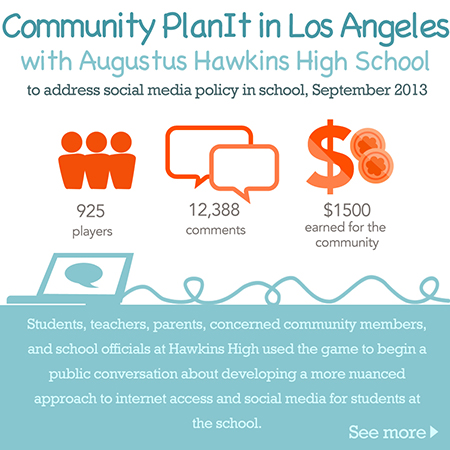 Community PlanIt in Los Angeles
with Augustus Hawkins High School
to address social media policy in school, September 2013
925
players
12,388
comments
$1500
earned for the
community
Students, teachers, parents, concerned community members,
and school officials at Hawkins High used the game to begin a
public conversation about developing a more nuanced
approach to internet access and social media for students at
the school.
See more